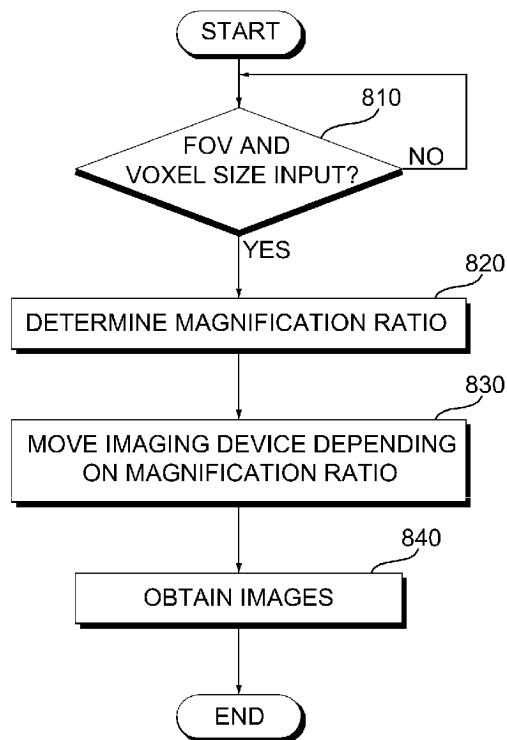 START
810
FOV AND
VOXEL SIZE INPUT?
NO
YES
820
DETERMINE MAGNIFICATION RATIO
830
MOVE IMAGING DEVICE DEPENDING
ON MAGNIFICATION RATIO
840
OBTAIN IMAGES
END